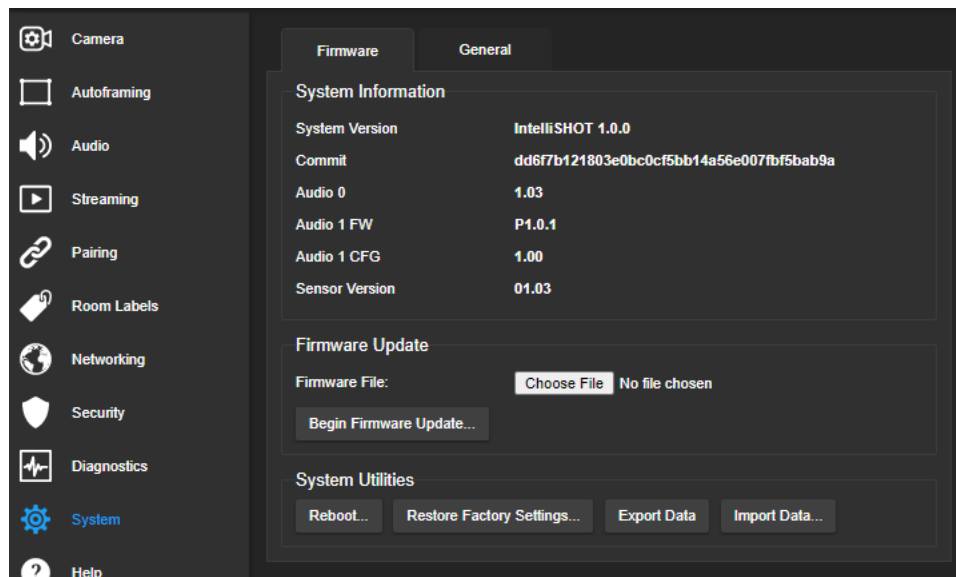 Camera
Autoframing
Audio
Streaming
Pairing
Room Labels
Networking
Security
Diagnostics
System
Help
Firmware General
System Information
System Version IntelliSHOT 1.0.0
Commit dd6f7b121803e0bc0cf5bb14a56e007fbf5bab9a
Audio 0 1.03
Audio 1 FW P1.0.1
Audio 1 CFG 1.00
Sensor Version 01.03
Firmware Update
Firmware File: Choose File No file chosen
Begin Firmware Update...
System Utilities
Reboot... Restore Factory Settings... Export Data Import Data...